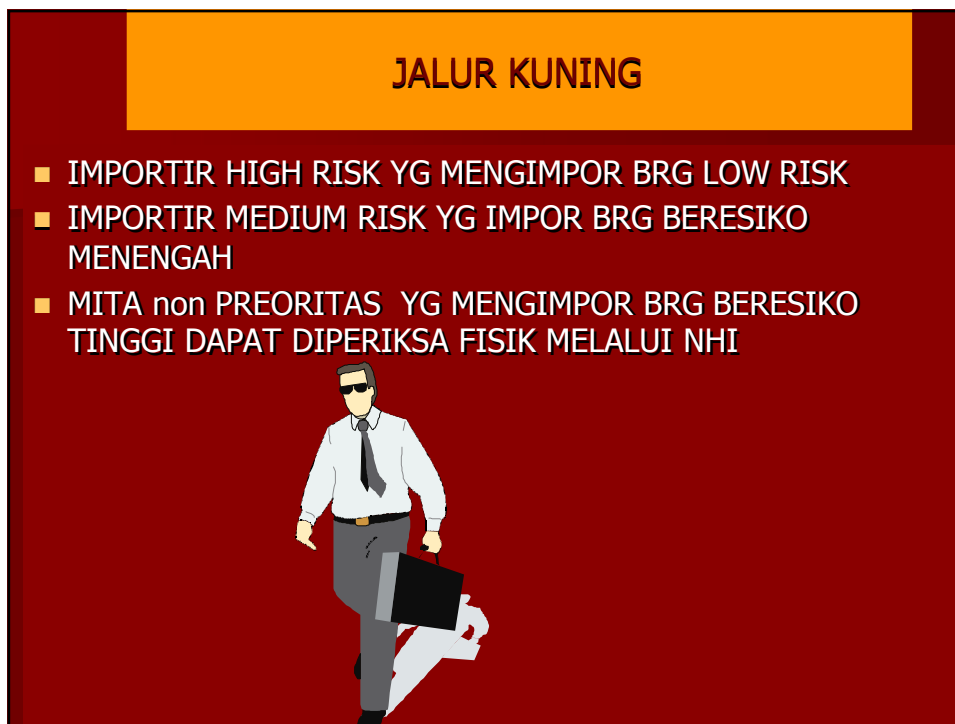 JALUR KUNING
IMPORTIR HIGH RISK YG MENGIMPOR BRG LOW RISK
IMPORTIR MEDIUM RISK YG IMPOR BRG BERESIKO
MENENGAH
MITA non PREORITAS YG MENGIMPOR BRG BERESIKO
TINGGI DAPAT DIPERIKSA FISIK MELALUI NHI